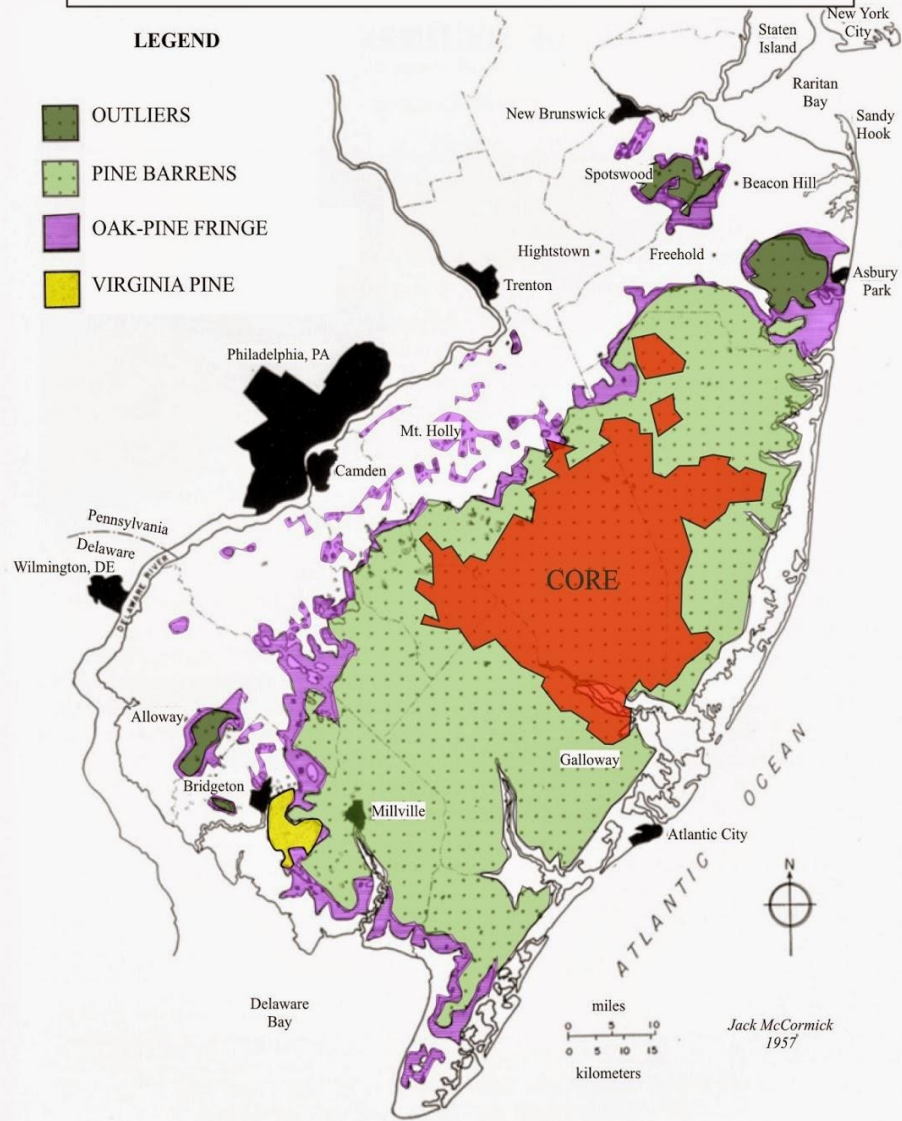 LEGEND
OUTLIERS
PINE BARRENS
OAK-PINE FRINGE
VIRGINIA PINE
New York
City
Staten
Island
Raritan
Bay
Sandy
Hook
New Brunswick
Spotswood
Beacon Hill
Hightstown
Freehold
Asbury
Park
Trenton
Philadelphia, PA
Mt. Holly
Camden
Pennsylvania
Delaware
Wilmington, DE
DELAWARE RIVER
CORE
Alloway
Bridgeton
Millville
Galloway
Atlantic City
ATLANTIC OCEAN
N
Delaware
Bay
miles
0 5 10
0 5 10 15
kilometers
Jack McCormick
1957